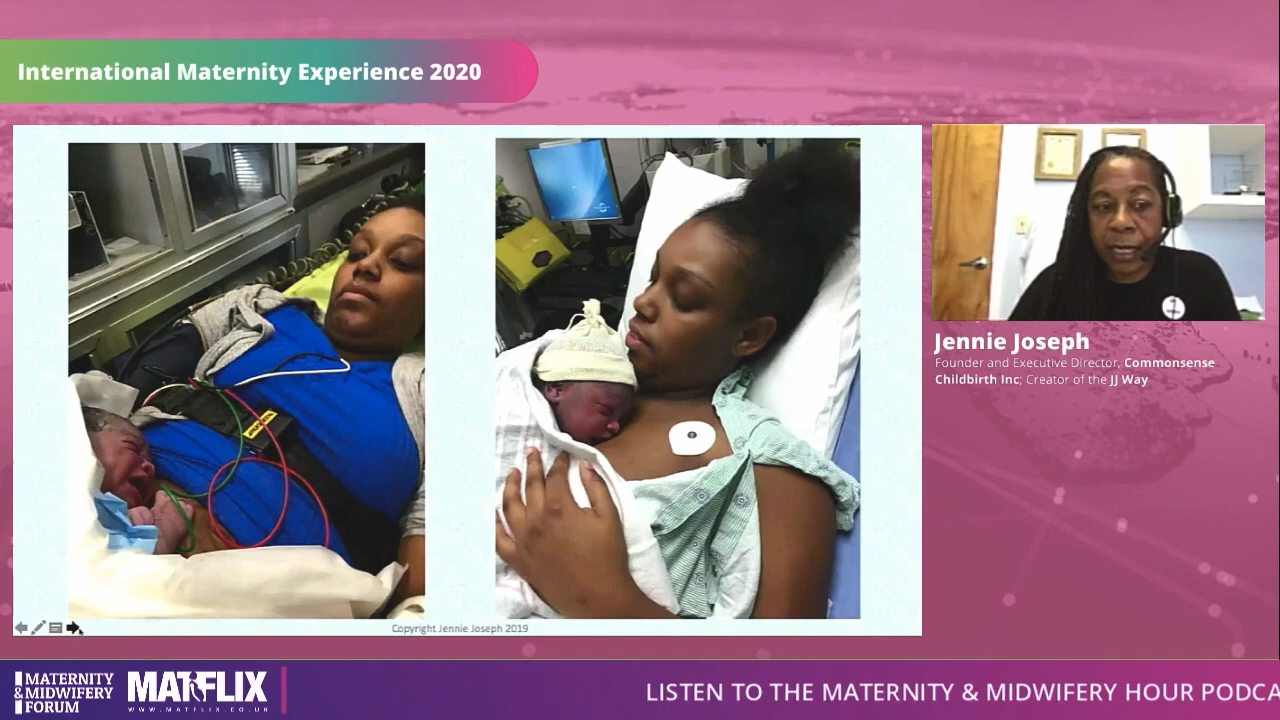 International Maternity Experience 2020
Jennie Joseph
Founder and Executive Director, Commonsense
Childbirth Inc; Creator of the JJ Way
Copyright Jennie Joseph 2019
MATERNITY
& MIDWIFERY
FORUM
MATFLIX
WWW.MATFLIX.CO.UK
LISTEN TO THE MATERNITY & MIDWIFERY HOUR PODCA